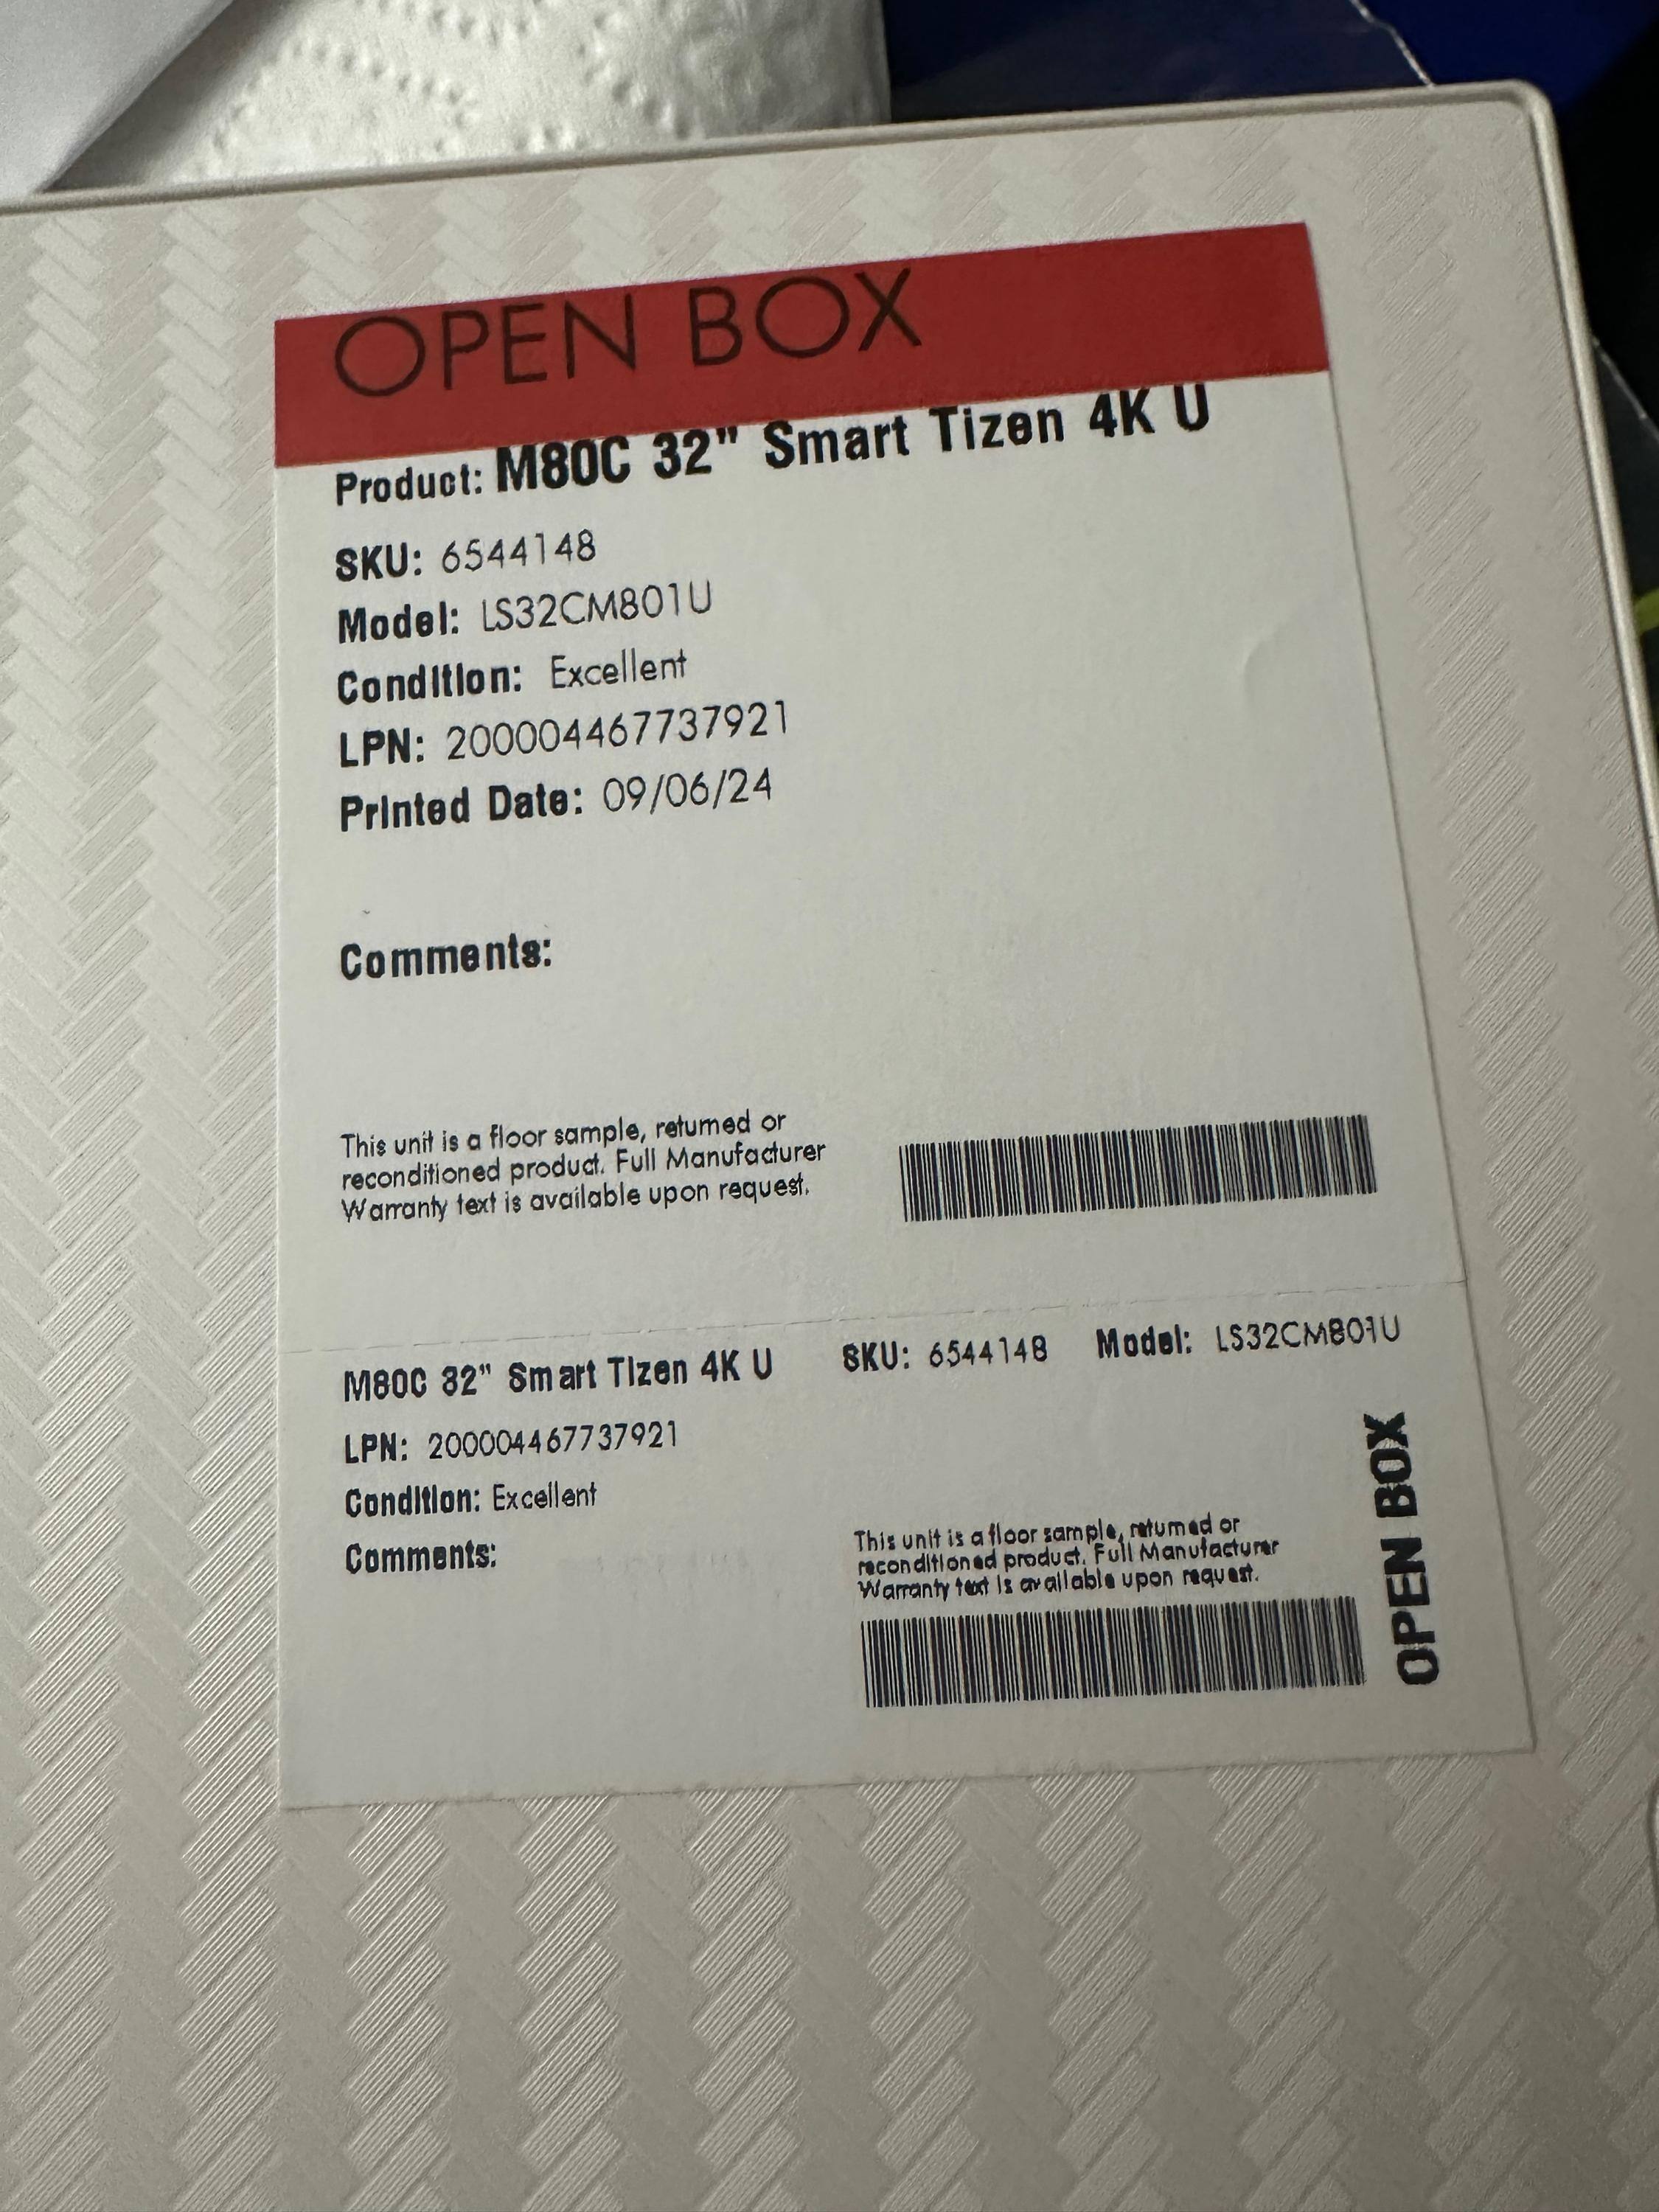 OPEN BOX
Product: M80C 32" Smart Tizen 4K U
SKU: 6544148
Model: LS32CM801U
Condition: Excellent
LPN: 200004467737921
Printed Date: 09/06/24
Comments:
This unit is a floor sample, returned or
reconditioned product. Full Manufacturer
Warranty text is available upon request.
M80C 32" Smart Tizen 4K U SKU: 6544148 Model: LS32CM801U
LPN: 200004467737921
Condition: Excellent
Comments:
This unit is a floor sample, returned or
reconditioned product. Full Manufacturer
Warranty text is available upon request.
OPEN BOX